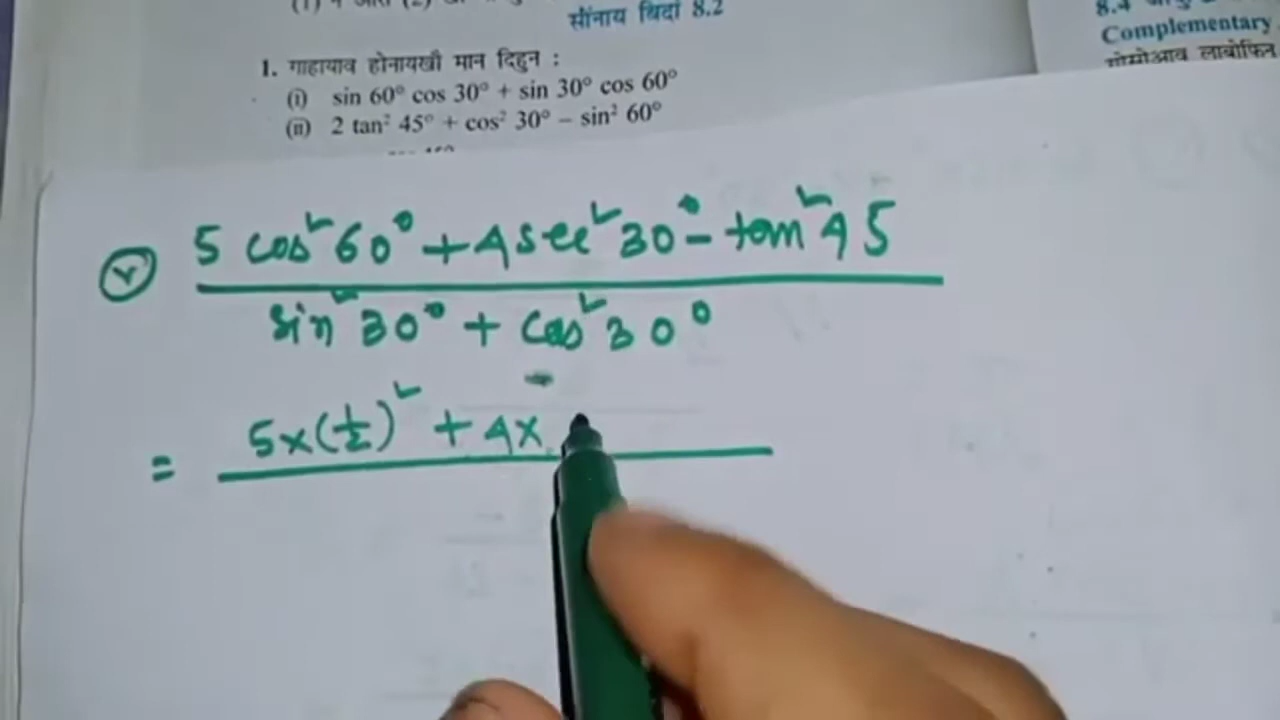 सींनाय बिदां 8.2
8.4
Complementary
1. गाहायाव होनायखौ मान दिहुन :
(i) sin 60° cos 30° + sin 30° cos 60°
(ii) 2 tan² 45° + cos² 30° – sin² 60°
(v) 5 cos² 60° + 4 sec² 30° - tan² 45
sin² 30° + cos² 30°
= 5x(1/2)² + 4x